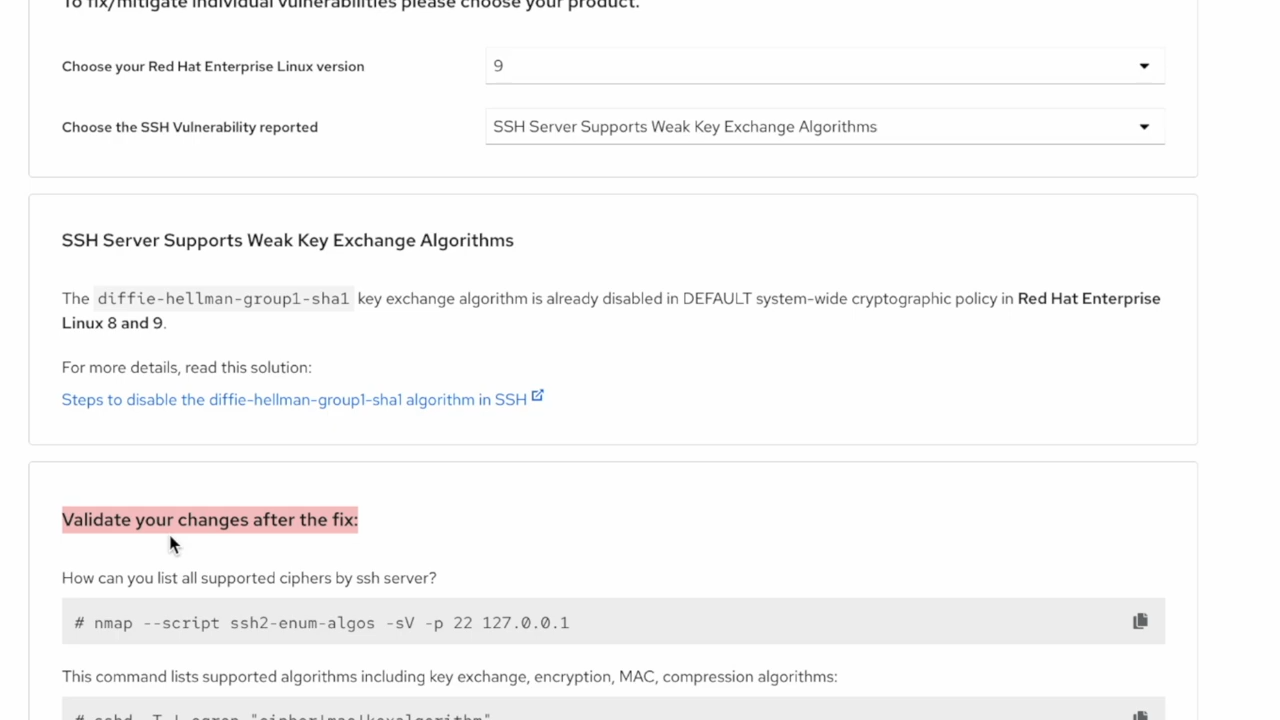 To fix/mitigate individual vulnerabilities please choose your product.
Choose your Red Hat Enterprise Linux version
9
Choose the SSH Vulnerability reported
SSH Server Supports Weak Key Exchange Algorithms
SSH Server Supports Weak Key Exchange Algorithms
The diffie-hellman-group1-sha1 key exchange algorithm is already disabled in DEFAULT system-wide cryptographic policy in Red Hat Enterprise
Linux 8 and 9.
For more details, read this solution:
Steps to disable the diffie-hellman-group1-sha1 algorithm in SSH
Validate your changes after the fix:
How can you list all supported ciphers by ssh server?
# nmap --script ssh2-enum-algos -sV -p 22 127.0.0.1
This command lists supported algorithms including key exchange, encryption, MAC, compression algorithms:
# sshd -T | egrep "cipher|mac|kexalgorithm"